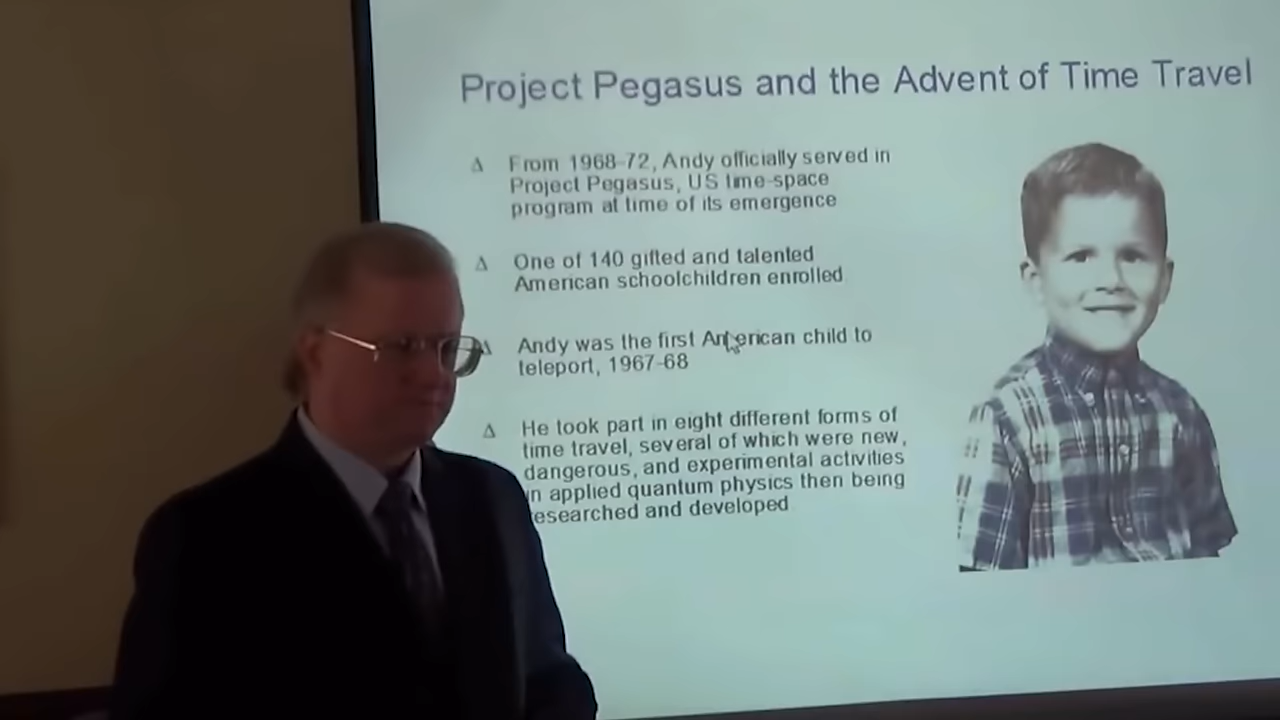 Project Pegasus and the Advent of Time Travel
Δ From 1968-72, Andy officially served in
Project Pegasus, US time-space
program at time of its emergence
Δ One of 140 gifted and talented
American schoolchildren enrolled
Δ Andy was the first American child to
teleport, 1967-68
Δ He took part in eight different forms of
time travel, several of which were new,
dangerous, and experimental activities
n applied quantum physics then being
esearched and developed